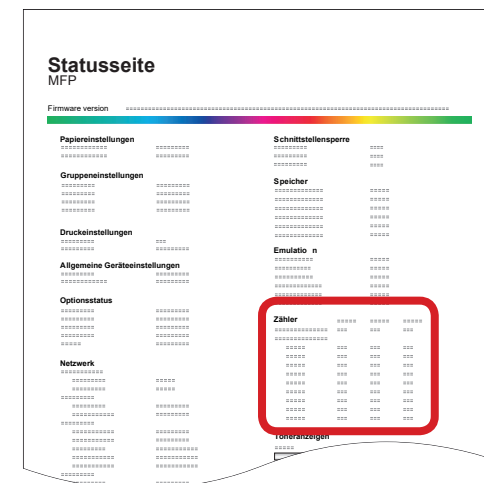 Statusseite
MFP
Firmware version
Papiereinstellungen
Gruppeneinstellungen
Druckeinstellungen
Allgemeine Geräteeinstellungen
Optionsstatus
Netzwerk
Schnittstellensperre
Speicher
Emulatio n
Zähler
Toneranzeigen